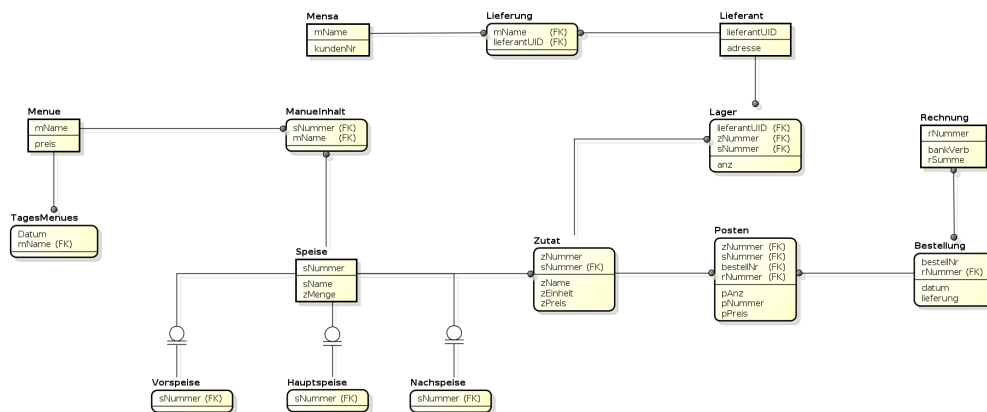 Mensa
mName
kundenNr
Lieferung
mName (FK)
lieferantUID (FK)
Lieferant
lieferantUID
adresse
Menue
mName
preis
ManueInhalt
sNummer (FK)
mName (FK)
Lager
lieferantUID (FK)
zNummer (FK)
sNummer (FK)
anz
Rechnung
rNummer
bankVerb
rSumme
TagesMenues
Datum
mName (FK)
Speise
sNummer
sName
zMenge
Zutat
zNummer
sNummer (FK)
zName
zEinheit
zPreis
Posten
zNummer (FK)
sNummer (FK)
bestellNr (FK)
rNummer (FK)
pAnz
pNummer
pPreis
Bestellung
bestellNr
rNummer (FK)
datum
lieferung
Vorspeise
sNummer (FK)
Hauptspeise
sNummer (FK)
Nachspeise
sNummer (FK)